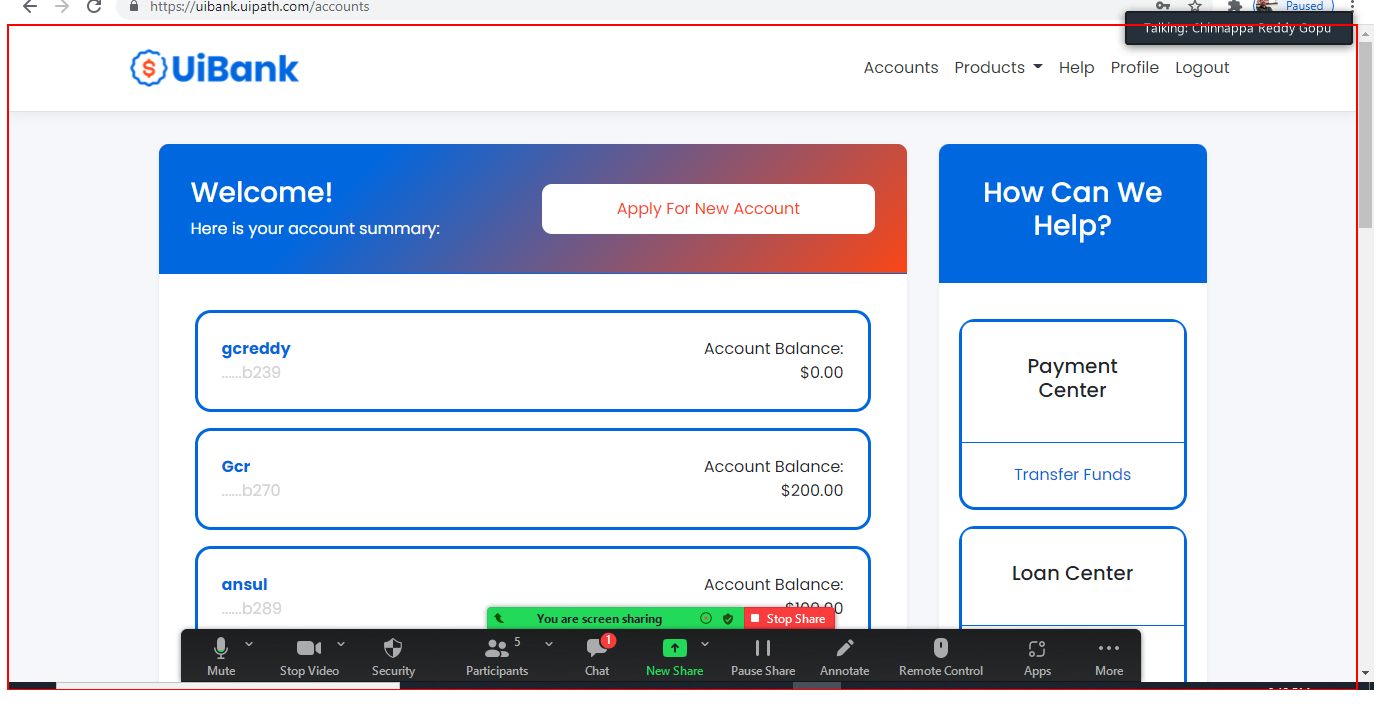 https://uibank.uipath.com/accounts
Paused
Talking: Chinnappa Reddy Gopu
UiBank
Accounts Products Help Profile Logout
Welcome!
Here is your account summary:
Apply For New Account
How Can We
Help?
gcreddy
......b239
Account Balance:
$0.00
Gcr
......b270
Account Balance:
$200.00
ansul
......b289
Account Balance:
$100.00
Payment
Center
Transfer Funds
Loan Center
You are screen sharing
Stop Share
Mute
Stop Video
Security
5
Participants
1
Chat
New Share
Pause Share
Annotate
Remote Control
Apps
More